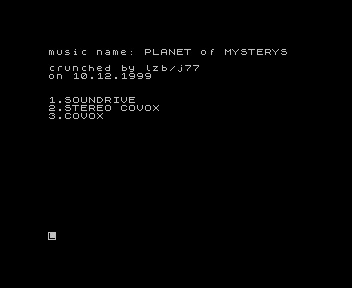 music name: PLANET of MYSTERYS
crunched by lzb/j77
on 10.12.1999
1.SOUNDRIVE
2.STEREO COVOX
3.COVOX
L